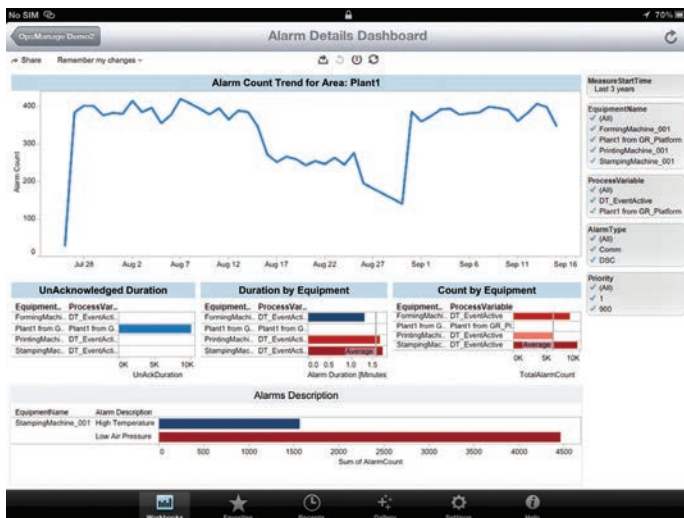 No SIM
70%
OpsManage Demo2
Alarm Details Dashboard
Share
Remember my changes
Alarm Count Trend for Area: Plant1
Alarm Count
400
300
200
100
0
Jul 28
Aug 2
Aug 7
Aug 12
Aug 17
Aug 22
Aug 27
Sep 1
Sep 6
Sep 11
Sep 16
MeasureStartTime
Last 3 years
EquipmentName
(All)
FormingMachine_001
Plant1 from GR_Platform
PrintingMachine_001
StampingMachine_001
ProcessVariable
(All)
DT_EventActive
Plant1 from GR_Platform
AlarmType
(All)
Comm
DSC
Priority
(All)
1
900
UnAcknowledged Duration
Equipment.. ProcessVar..
FormingMachi.. DT_EventActi..
Plant1 from G.. Plant1 from G..
PrintingMachi.. DT_EventActi..
StampingMac.. DT_EventActi..
0K 5K 10K
UnAckDuration
Duration by Equipment
Equipment.. ProcessVar..
FormingMachi.. DT_EventActi..
Plant1 from G.. Plant1 from G..
PrintingMachi.. DT_EventActi..
StampingMac.. DT_EventActi..
Average
0.0 0.5 1.0 1.5
Alarm Duration [Minutes
Count by Equipment
Equipment.. ProcessVariable
FormingMachi.. DT_EventActive
Plant1 from G.. Plant1 from GR_Pl..
PrintingMachi.. DT_EventActive
StampingMac.. DT_EventActive
Average
0K 5K 10K
TotalAlarmCount
Alarms Description
EquipmentName Alarm Description
StampingMachine_001 High Temperature
Low Air Pressure
0 500 1000 1500 2000 2500 3000 3500 4000 4500
Sum of AlarmCount